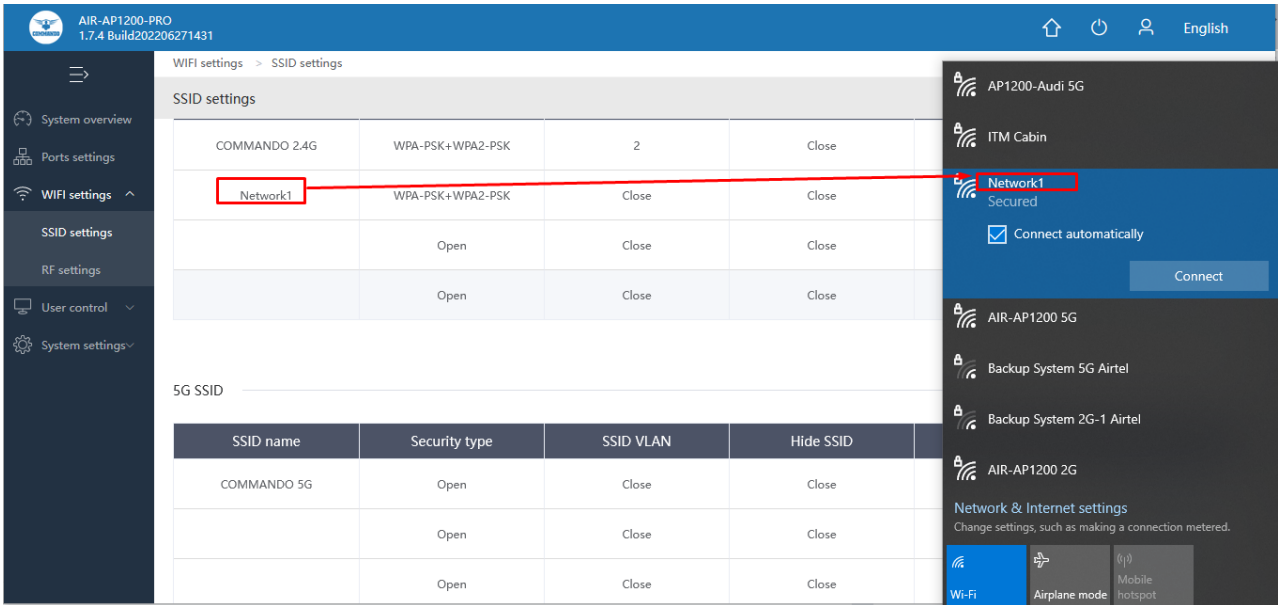 AIR-AP1200-PRO
1.7.4 Build202206271431
COMMANDO
English
System overview
Ports settings
WIFI settings
SSID settings
RF settings
User control
System settings
WIFI settings > SSID settings
SSID settings
COMMANDO 2.4G WPA-PSK+WPA2-PSK 2 Close
Network1 WPA-PSK+WPA2-PSK Close Close
Open Close Close
Open Close Close
5G SSID
SSID name Security type SSID VLAN Hide SSID
COMMANDO 5G Open Close Close
Open Close Close
Open Close Close
AP1200-Audi 5G
ITM Cabin
Network1
Secured
Connect automatically
Connect
AIR-AP1200 5G
Backup System 5G Airtel
Backup System 2G-1 Airtel
AIR-AP1200 2G
Network & Internet settings
Change settings, such as making a connection metered.
Wi-Fi
Airplane mode
Mobile
hotspot